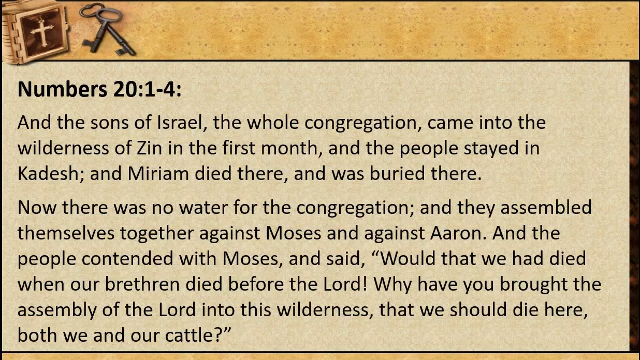 Numbers 20:1-4:
And the sons of Israel, the whole congregation, came into the
wilderness of Zin in the first month, and the people stayed in
Kadesh; and Miriam died there, and was buried there.
Now there was no water for the congregation; and they assembled
themselves together against Moses and against Aaron. And the
people contended with Moses, and said, “Would that we had died
when our brethren died before the Lord! Why have you brought the
assembly of the Lord into this wilderness, that we should die here,
both we and our cattle?”